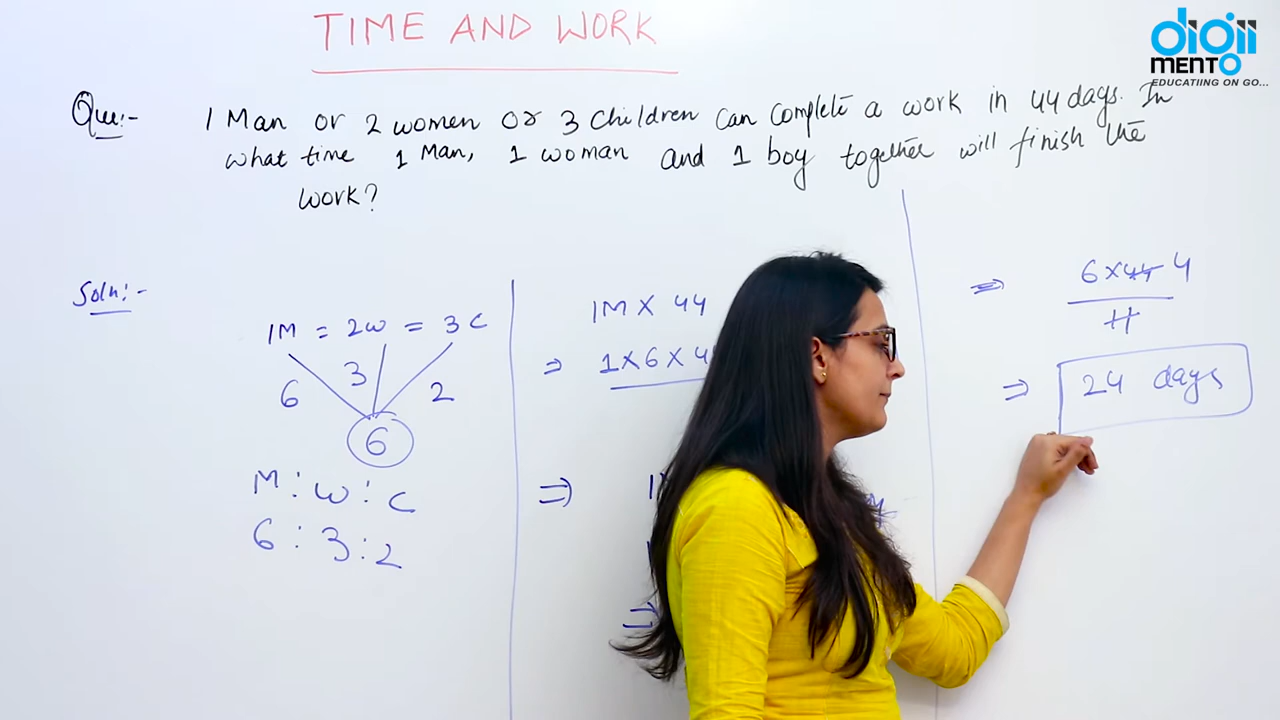 TIME AND WORK
digii
MENTO
EDUCATIING ON GO...
Que:- 1 Man or 2 women or 3 children can complete a work in 44 days. In
what time 1 Man, 1 woman and 1 boy together will finish the
work?
Soln:-
1M = 2W = 3C
6 3 2
6
M : W : C
6 : 3 : 2
1M × 44
⇒ 1×6×4
⇒
⇒
⇒ 6×44 4
11
⇒ 24 days